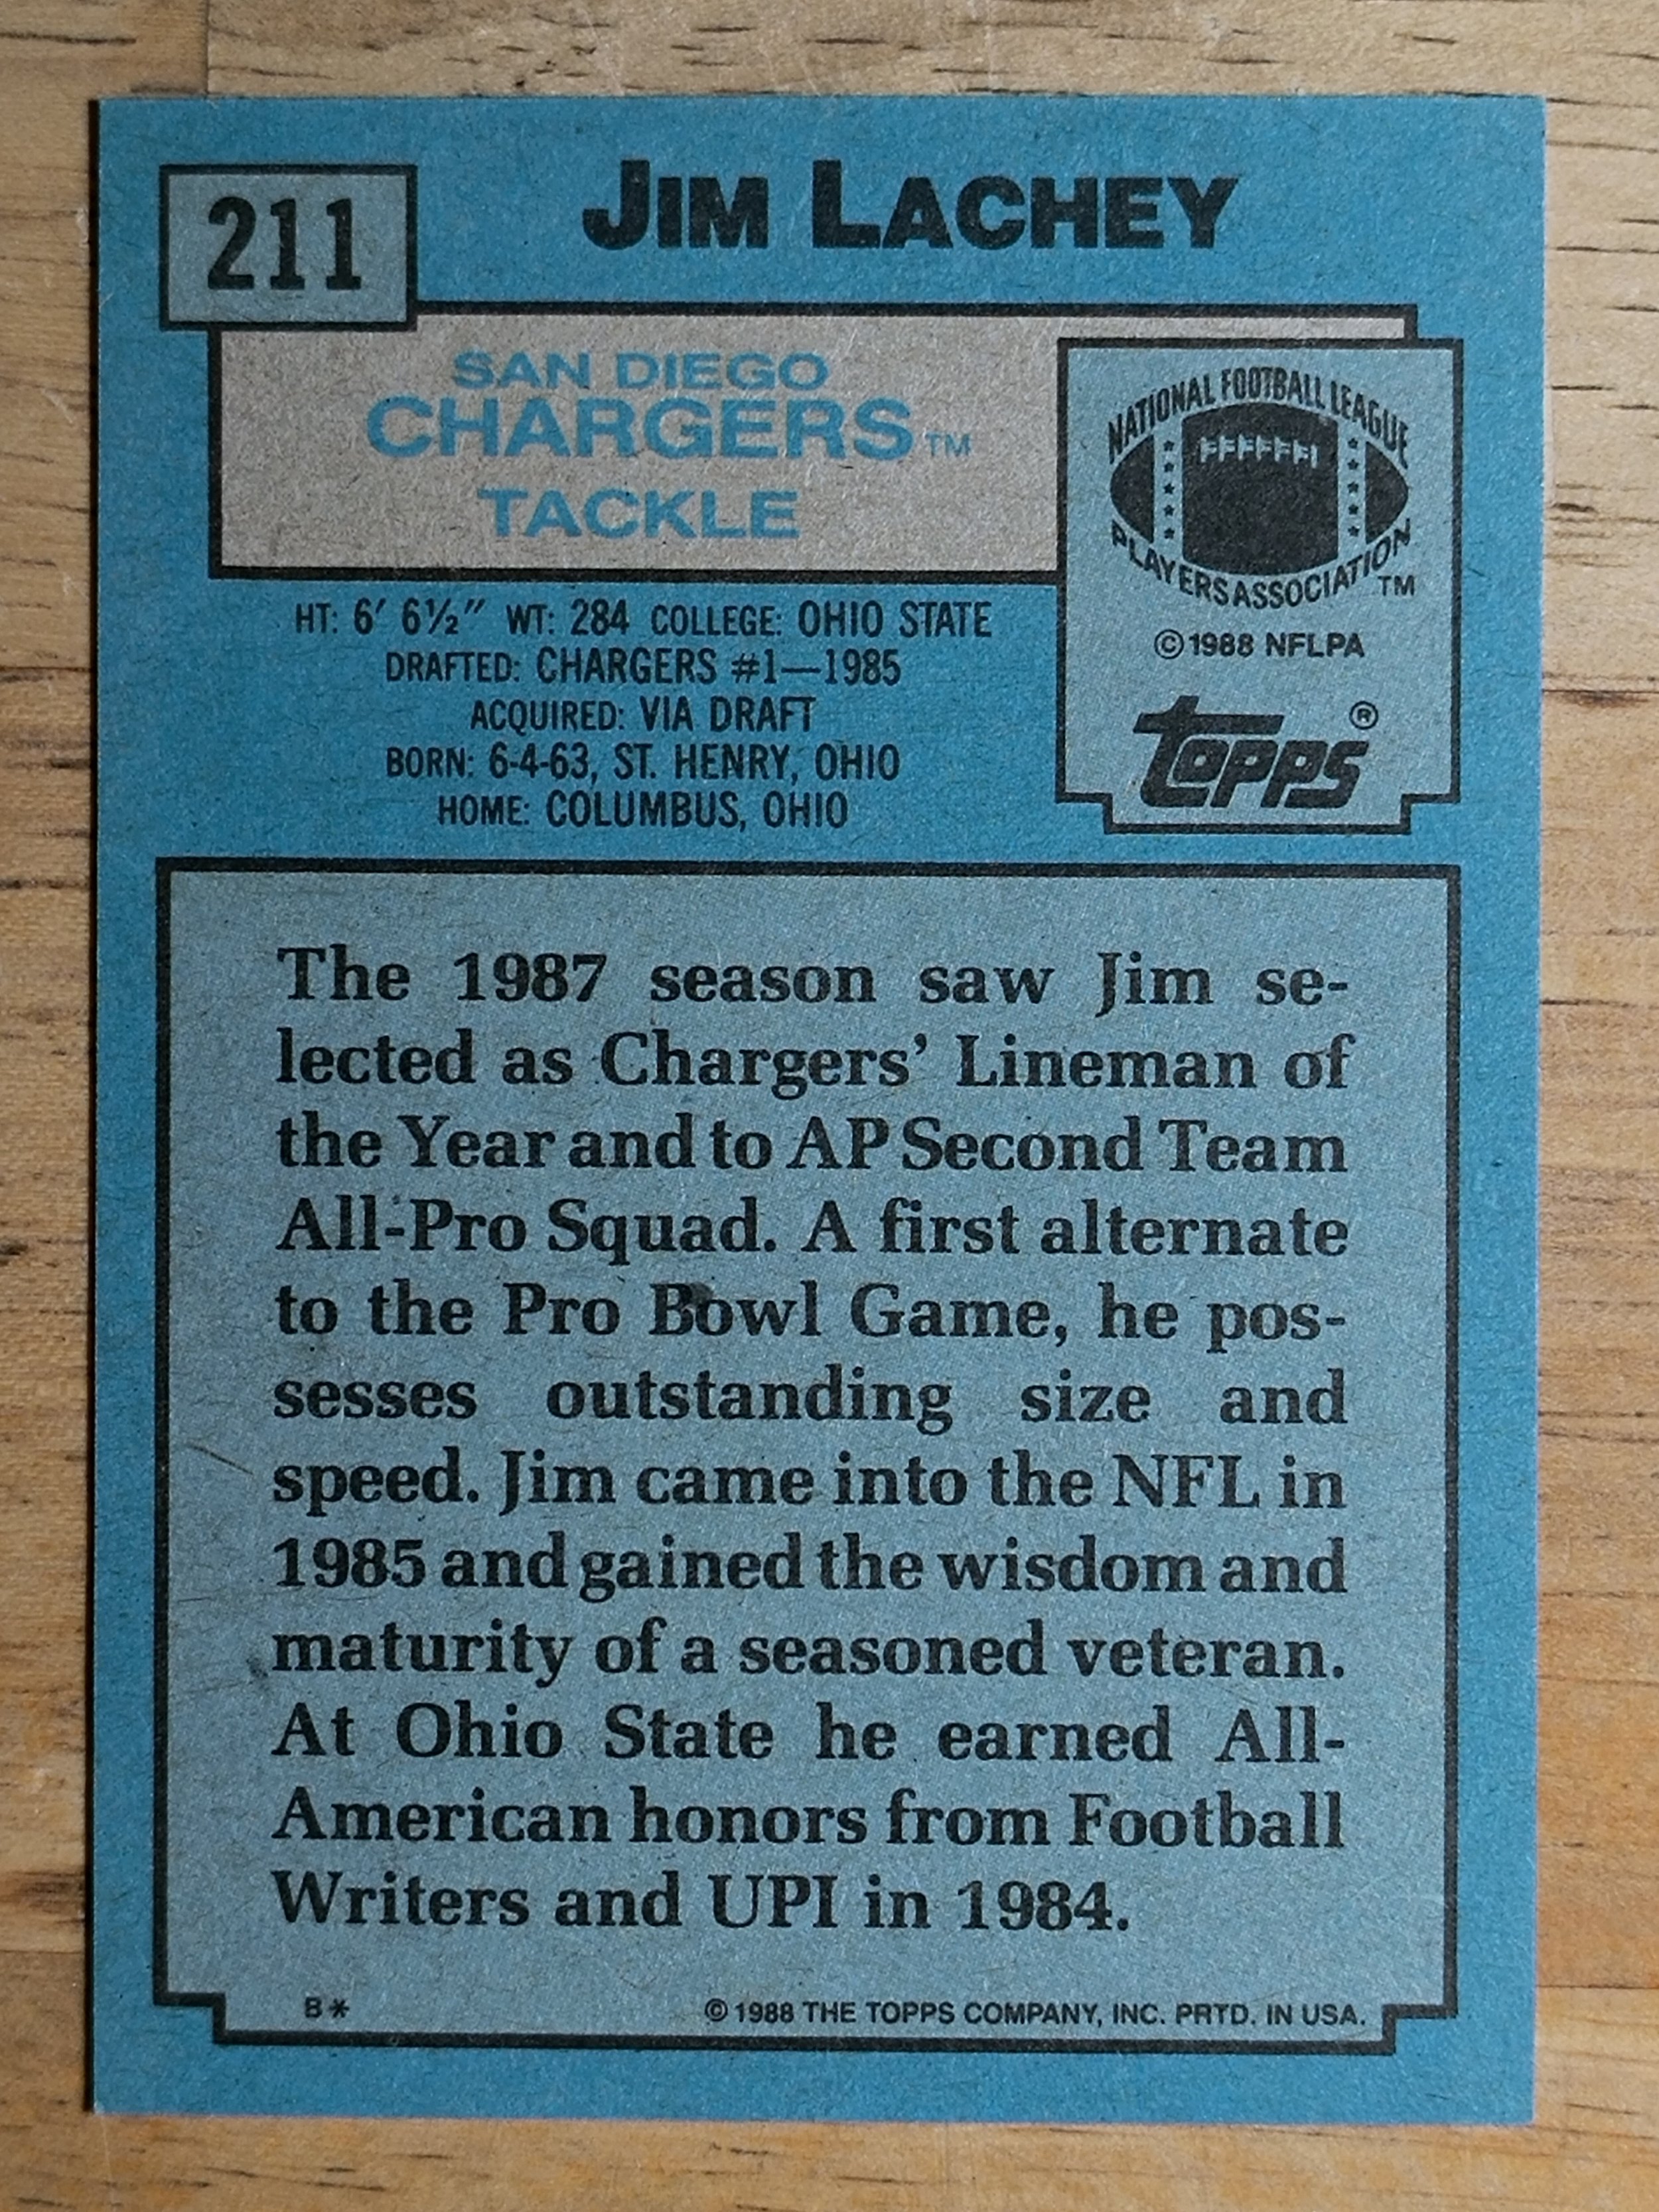 211
JIM LACHEY
SAN DIEGO
CHARGERS™
TACKLE
NATIONAL FOOTBALL LEAGUE
PLAYERS ASSOCIATION™
©1988 NFLPA
TOPPS®
HT: 6′ 6½″ WT: 284 COLLEGE: OHIO STATE
DRAFTED: CHARGERS #1—1985
ACQUIRED: VIA DRAFT
BORN: 6-4-63, ST. HENRY, OHIO
HOME: COLUMBUS, OHIO
The 1987 season saw Jim se-
lected as Chargers’ Lineman of
the Year and to AP Second Team
All-Pro Squad. A first alternate
to the Pro Bowl Game, he pos-
sesses outstanding size and
speed. Jim came into the NFL in
1985 and gained the wisdom and
maturity of a seasoned veteran.
At Ohio State he earned All-
American honors from Football
Writers and UPI in 1984.
B*
© 1988 THE TOPPS COMPANY, INC. PRTD. IN USA.